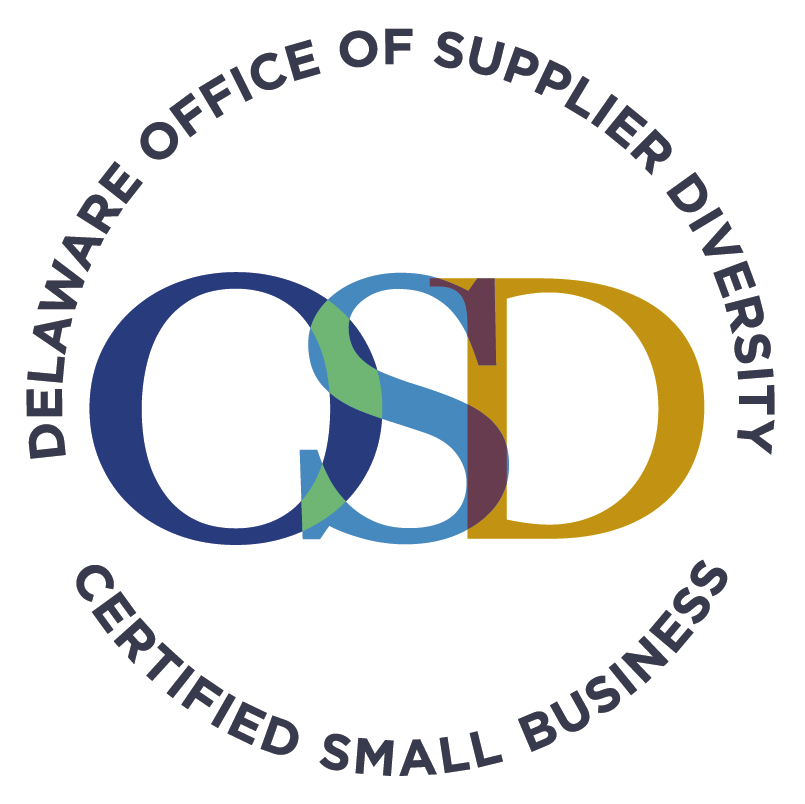 DELAWARE OFFICE OF SUPPLIER DIVERSITY
OSD
CERTIFIED SMALL BUSINESS